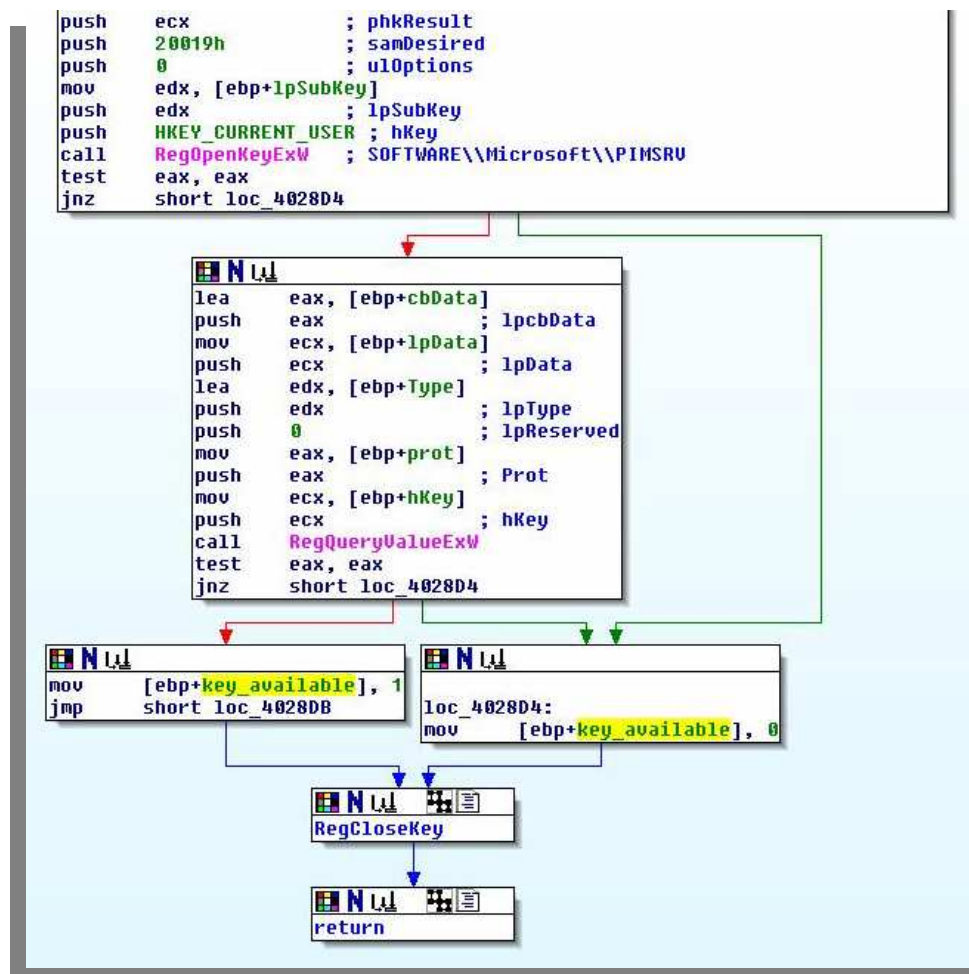 push ecx ; phkResult
push 20019h ; samDesired
push 0 ; ulOptions
mov edx, [ebp+lpSubKey]
push edx ; lpSubKey
push HKEY_CURRENT_USER ; hKey
call RegOpenKeyExW ; SOFTWARE\\Microsoft\\PIMSRV
test eax, eax
jnz short loc_4028D4
lea eax, [ebp+cbData]
push eax ; lpcbData
mov ecx, [ebp+lpData]
push ecx ; lpData
lea edx, [ebp+Type]
push edx ; lpType
push 0 ; lpReserved
mov eax, [ebp+prot]
push eax ; Prot
mov ecx, [ebp+hKey]
push ecx ; hKey
call RegQueryValueExW
test eax, eax
jnz short loc_4028D4
mov [ebp+key_available], 1
jmp short loc_4028DB
loc_4028D4:
mov [ebp+key_available], 0
RegCloseKey
return